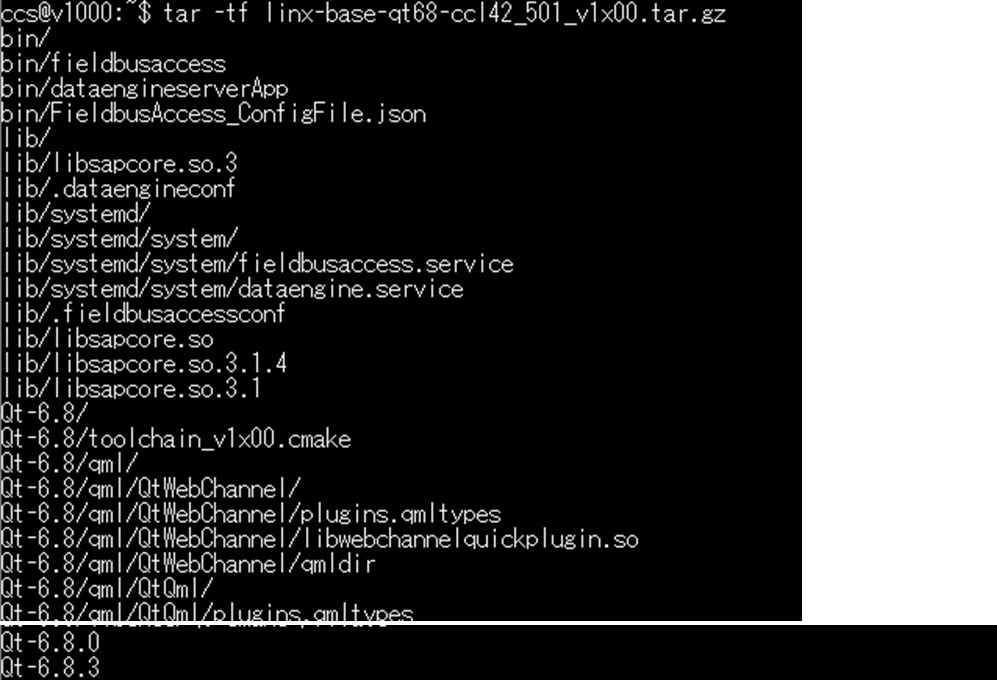 ccs@v1000:~$ tar -tf linx-base-qt68-ccl42_501_v1x00.tar.gz
bin/
bin/fieldbusaccess
bin/dataengineserverApp
bin/FieldbusAccess_ConfigFile.json
lib/
lib/libsapcore.so.3
lib/.dataengineconf
lib/systemd/
lib/systemd/system/
lib/systemd/system/fieldbusaccess.service
lib/systemd/system/dataengine.service
lib/.fieldbusaccessconf
lib/libsapcore.so
lib/libsapcore.so.3.1.4
lib/libsapcore.so.3.1
Qt-6.8/
Qt-6.8/toolchain_v1x00.cmake
Qt-6.8/qml/
Qt-6.8/qml/QtWebChannel/
Qt-6.8/qml/QtWebChannel/plugins.qmltypes
Qt-6.8/qml/QtWebChannel/libwebchannelquickplugin.so
Qt-6.8/qml/QtWebChannel/qmldir
Qt-6.8/qml/QtQml/
Qt-6.8/qml/QtQml/plugins.qmltypes
Qt-6.8.0
Qt-6.8.3